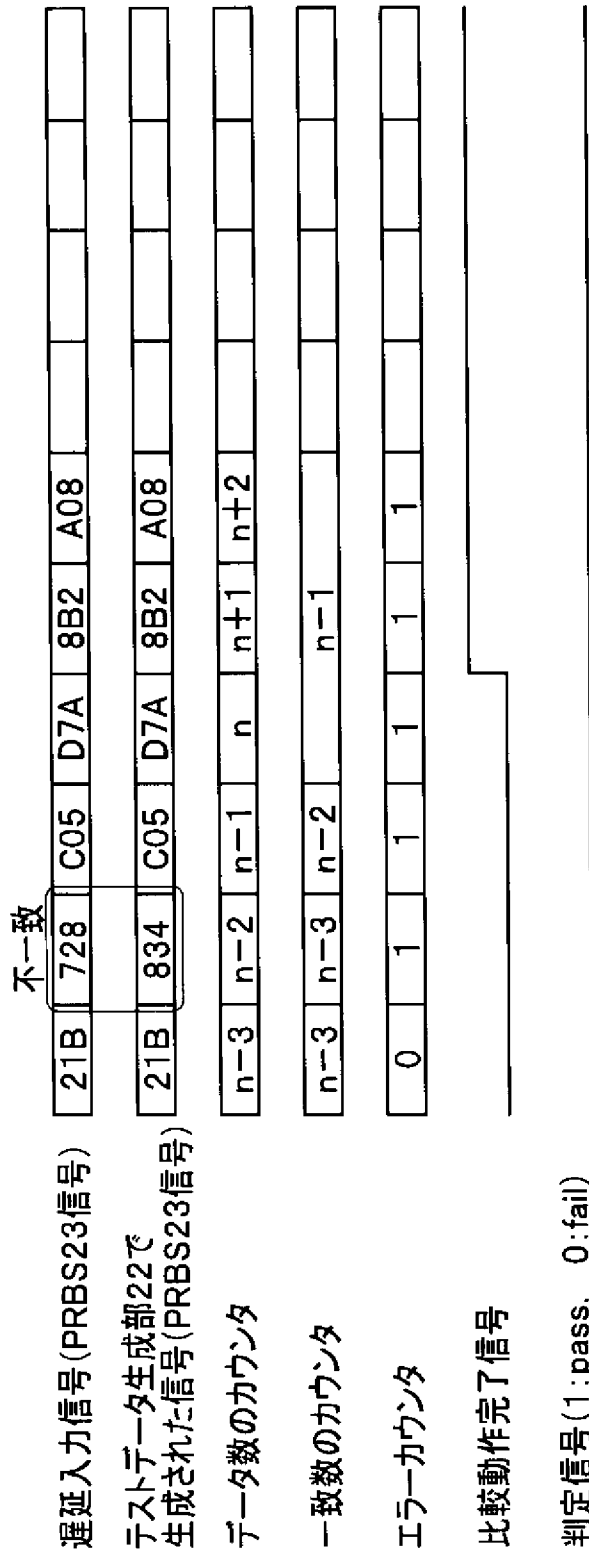 不一致
遅延入力信号(PRBS23信号) 21B 728 C05 D7A 8B2 A08
テストデータ生成部22で
生成された信号(PRBS23信号) 21B 834 C05 D7A 8B2 A08
データ数のカウンタ n−3 n−2 n−1 n n+1 n+2
一致数のカウンタ n−3 n−3 n−2 n−1
エラーカウンタ 0 1 1 1 1 1
比較動作完了信号
判定信号(1:pass, 0:fail)